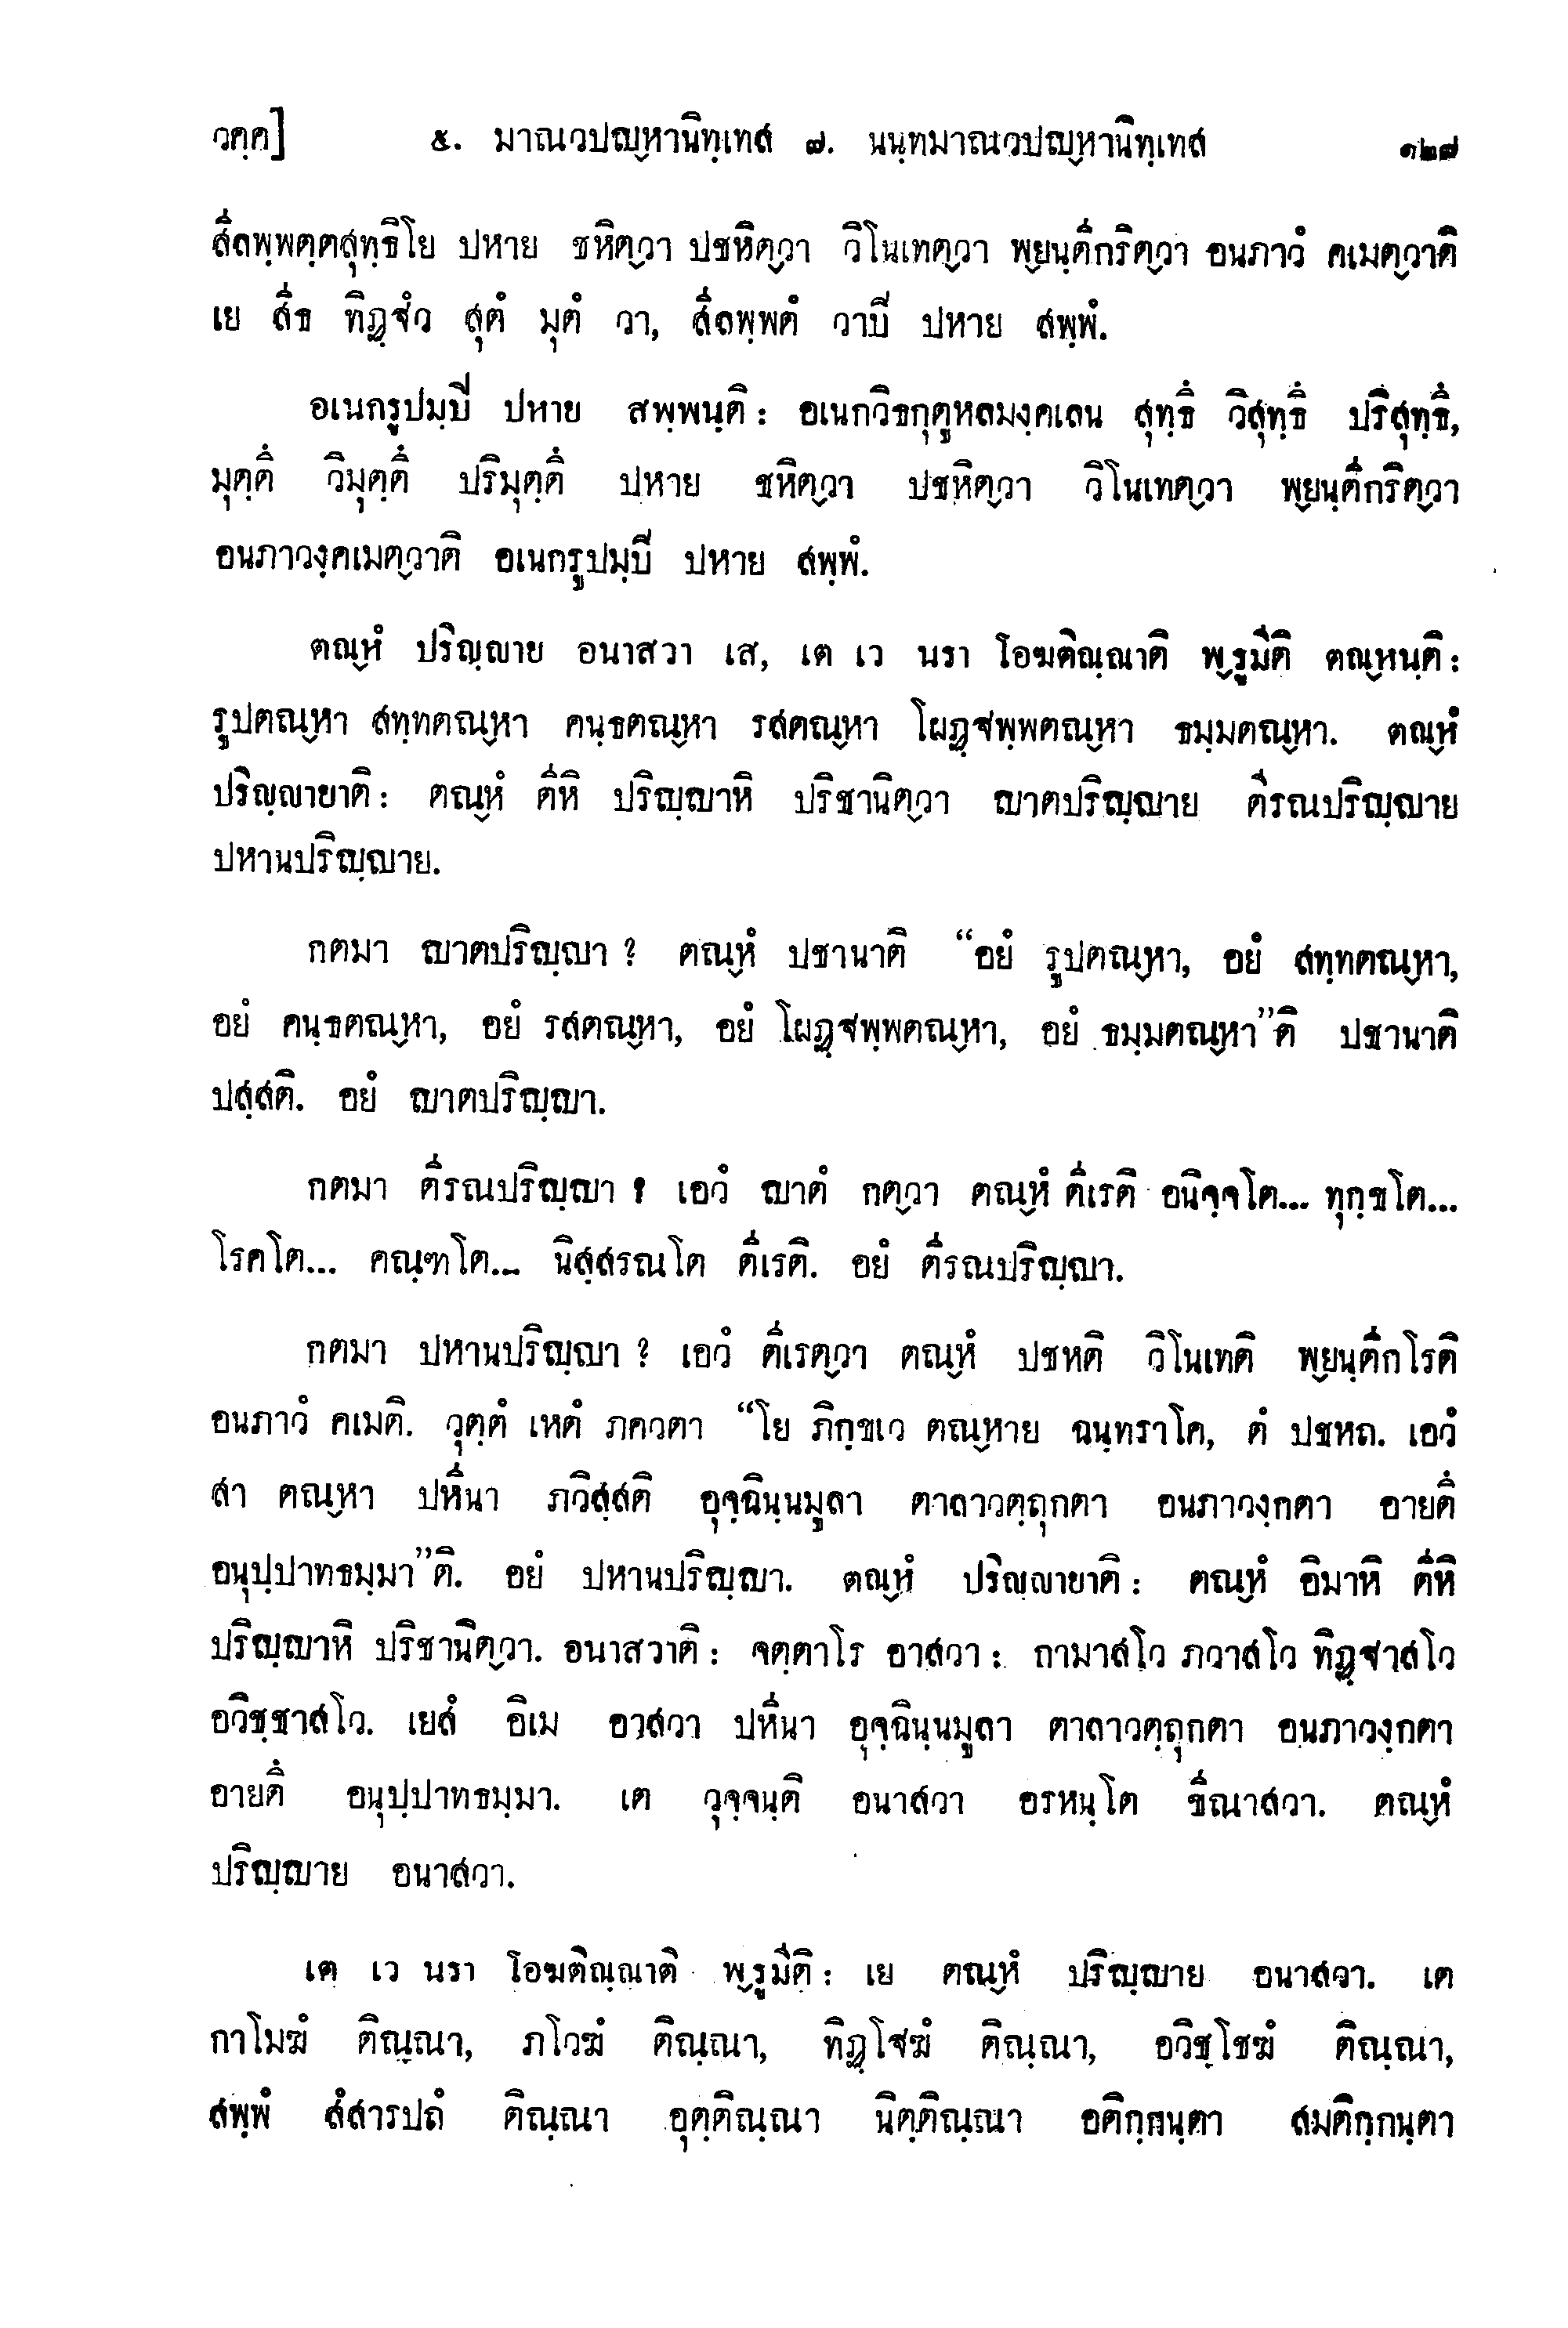 วคฺค]	๕. มาณวปญฺหานิทฺเทส ๗. นนฺทมาณวปญฺหานิทฺเทส	๑๒๗
สีลพฺพตฺตสุทฺธิโย ปหาย ชหิตฺวา ปชหิตฺวา วิโนเทตฺวา พฺยนฺตีกริตฺวา อนภาวํ คเมตฺวาติ
เย สีธ ทิฏฺฐํว สุตํ มุตํ วา, สีลพฺพตํ วาปี ปหาย สพฺพํ.
อเนกรูปมฺปี ปหาย สพฺพนฺติ: อเนกวิธกุตูหลมงฺคเลน สุทฺธึ วิสุทฺธึ ปริสุทฺธึ,
มุตฺตึ วิมุตฺตึ ปริมุตฺตึ ปหาย ชหิตฺวา ปชหิตฺวา วิโนเทตฺวา พฺยนฺตีกริตฺวา
อนภาวงฺคเมตฺวาติ อเนกรูปมฺปี ปหาย สพฺพํ.
ตณฺหํ ปริญฺญาย อนาสวา เส, เต เว นรา โอฆติณฺณาติ พฺรูมีติ ตณฺหนฺติ:
รูปตณฺหา สทฺทตณฺหา คนฺธตณฺหา รสตณฺหา โผฏฺฐพฺพตณฺหา ธมฺมตณฺหา. ตณฺหํ
ปริญฺญายาติ: ตณฺหํ ตีหิ ปริญฺญาหิ ปริชานิตฺวา ญาตปริญฺญาย ตีรณปริญฺญาย
ปหานปริญฺญาย.
กตมา ญาตปริญฺญา ? ตณฺหํ ปชานาติ “อยํ รูปตณฺหา, อยํ สทฺทตณฺหา,
อยํ คนฺธตณฺหา, อยํ รสตณฺหา, อยํ โผฏฺฐพฺพตณฺหา, อยํ ธมฺมตณฺหา”ติ ปชานาติ
ปสฺสติ. อยํ ญาตปริญฺญา.
กตมา ตีรณปริญฺญา ? เอวํ ญาตํ กตฺวา ตณฺหํ ตีเรติ อนิจฺจโต... ทุกฺขโต...
โรคโต... คณฺฑโต... นิสฺสรณโต ตีเรติ. อยํ ตีรณปริญฺญา.
กตมา ปหานปริญฺญา ? เอวํ ตีเรตฺวา ตณฺหํ ปชหติ วิโนเทติ พฺยนฺตีกโรติ
อนภาวํ คเมติ. วุตฺตํ เหตํ ภควตา “โย ภิกฺขเว ตณฺหาย ฉนฺทราโค, ตํ ปชหถ. เอวํ
สา ตณฺหา ปหีนา ภวิสฺสติ อุจฺฉินฺนมูลา ตาลาวตฺถุกตา อนภาวงฺกตา อายตึ
อนุปฺปาทธมฺมา”ติ. อยํ ปหานปริญฺญา. ตณฺหํ ปริญฺญายาติ: ตณฺหํ อิมาหิ ตีหิ
ปริญฺญาหิ ปริชานิตฺวา. อนาสวาติ: จตฺตาโร อาสวา: กามาสโว ภวาสโว ทิฏฺฐาสโว
อวิชฺชาสโว. เยสํ อิเม อาสวา ปหีนา อุจฺฉินฺนมูลา ตาลาวตฺถุกตา อนภาวงฺกตา
อายตึ อนุปฺปาทธมฺมา. เต วุจฺจนฺติ อนาสวา อรหนฺโต ขีณาสวา. ตณฺหํ
ปริญฺญาย อนาสวา.
เต เว นรา โอฆติณฺณาติ พฺรูมีติ: เย ตณฺหํ ปริญฺญาย อนาสวา. เต
กาโมฆํ ติณฺณา, ภโวฆํ ติณฺณา, ทิฏฺโฐฆํ ติณฺณา, อวิชฺโชฆํ ติณฺณา,
สพฺพํ สํสารปถํ ติณฺณา อุตฺติณฺณา นิตฺติณฺณา อติกฺกนฺตา สมติกฺกนฺตา